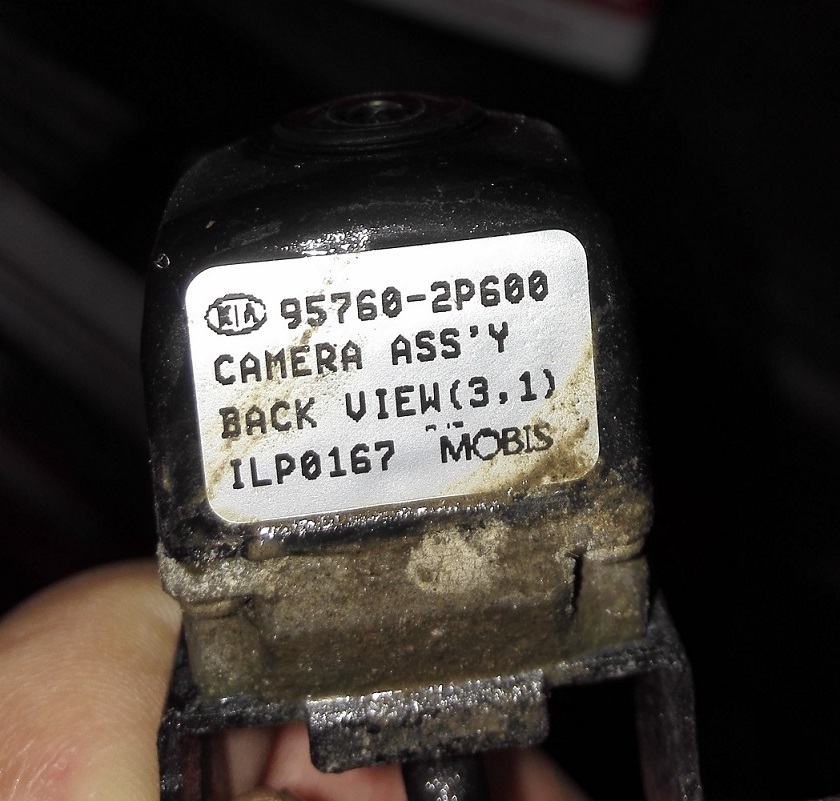 KIA 95760-2P600
CAMERA ASS'Y
BACK VIEW(3,1)
ILP0167 MOBIS